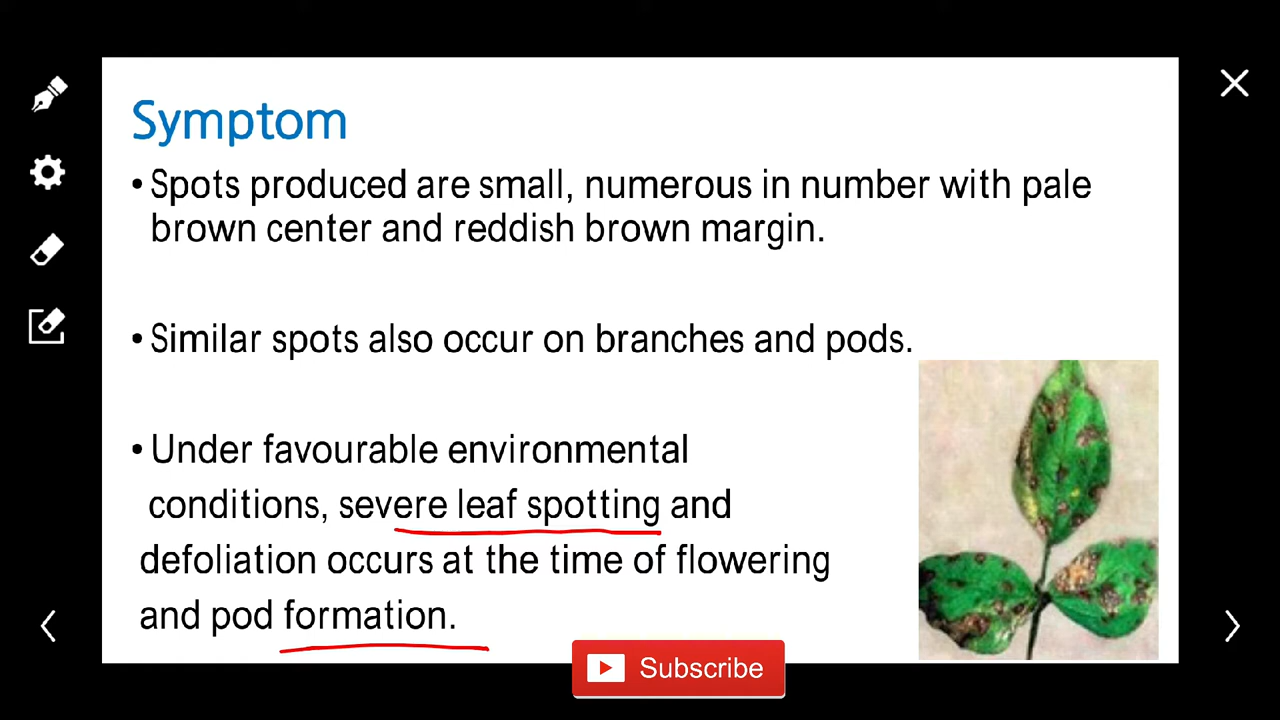 Symptom
• Spots produced are small, numerous in number with pale
brown center and reddish brown margin.
• Similar spots also occur on branches and pods.
• Under favourable environmental
conditions, severe leaf spotting and
defoliation occurs at the time of flowering
and pod formation.
Subscribe